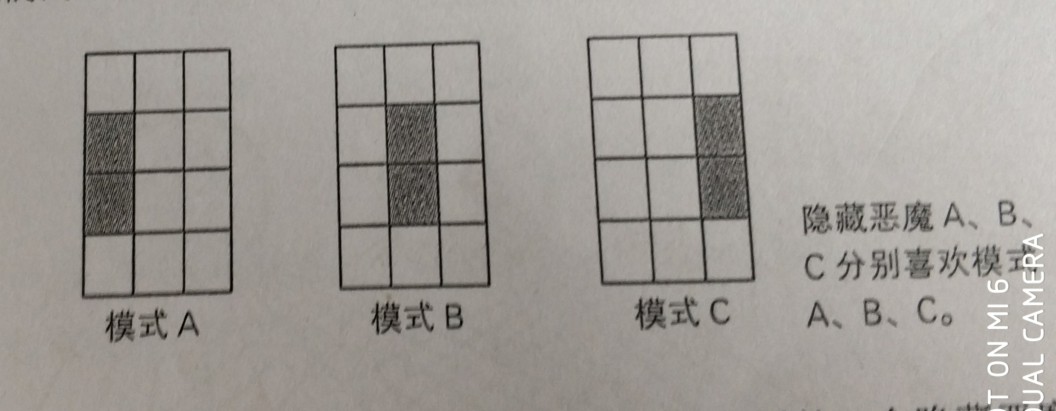 模式 A
模式 B
模式 C
隐藏恶魔 A、B、
C 分别喜欢模式
A、B、C。
T ON MI 6
DUAL CAMERA